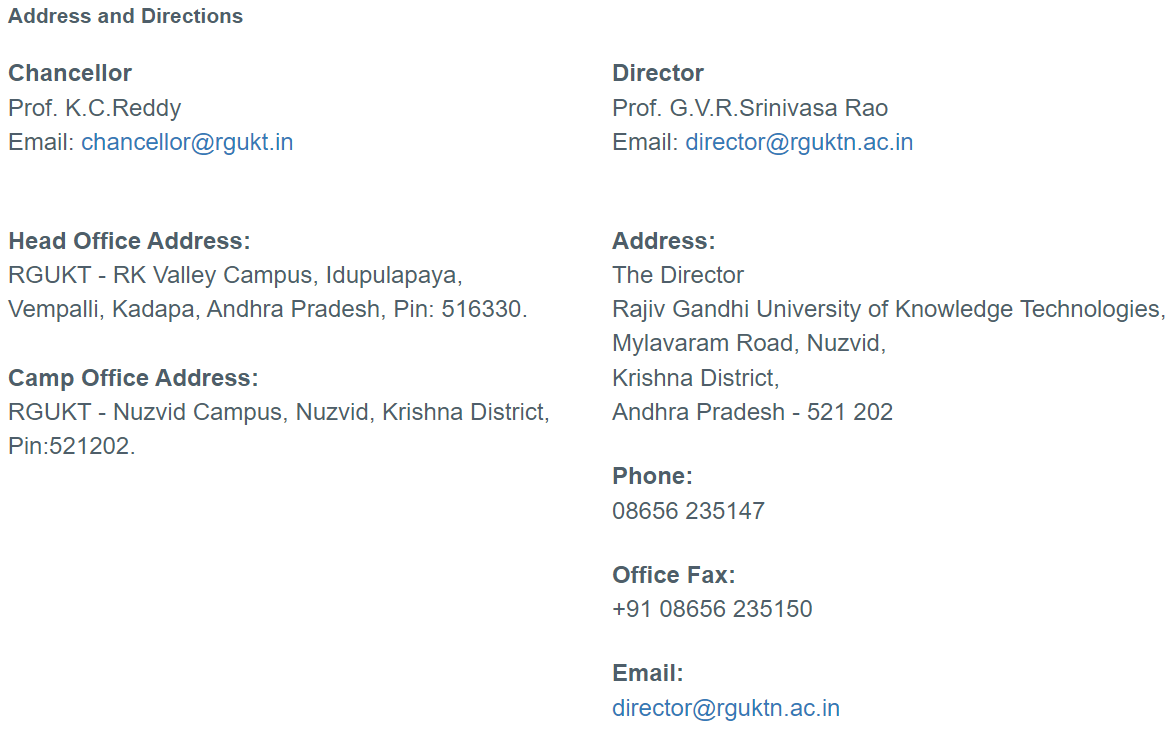 Address and Directions
Chancellor
Prof. K.C.Reddy
Email: chancellor@rgukt.in
Head Office Address:
RGUKT - RK Valley Campus, Idupulapaya,
Vempalli, Kadapa, Andhra Pradesh, Pin: 516330.
Camp Office Address:
RGUKT - Nuzvid Campus, Nuzvid, Krishna District,
Pin:521202.
Director
Prof. G.V.R.Srinivasa Rao
Email: director@rguktn.ac.in
Address:
The Director
Rajiv Gandhi University of Knowledge Technologies,
Mylavaram Road, Nuzvid,
Krishna District,
Andhra Pradesh - 521 202
Phone:
08656 235147
Office Fax:
+91 08656 235150
Email:
director@rguktn.ac.in